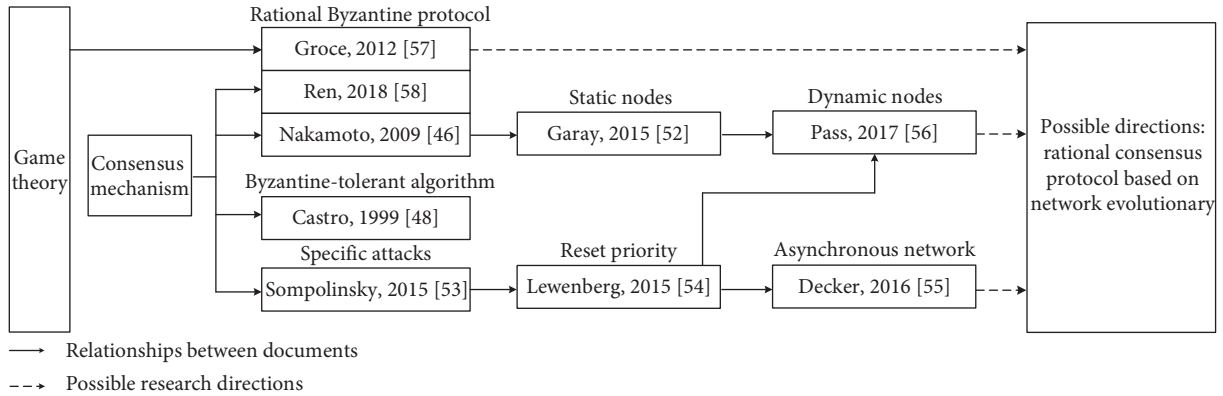 Rational Byzantine protocol
Groce, 2012 [57]
Ren, 2018 [58]
Nakamoto, 2009 [46]
Static nodes
Garay, 2015 [52]
Dynamic nodes
Pass, 2017 [56]
Game
theory
Consensus
mechanism
Byzantine-tolerant algorithm
Castro, 1999 [48]
Specific attacks
Sompolinsky, 2015 [53]
Reset priority
Lewenberg, 2015 [54]
Asynchronous network
Decker, 2016 [55]
Possible directions:
rational consensus
protocol based on
network evolutionary
Relationships between documents
Possible research directions